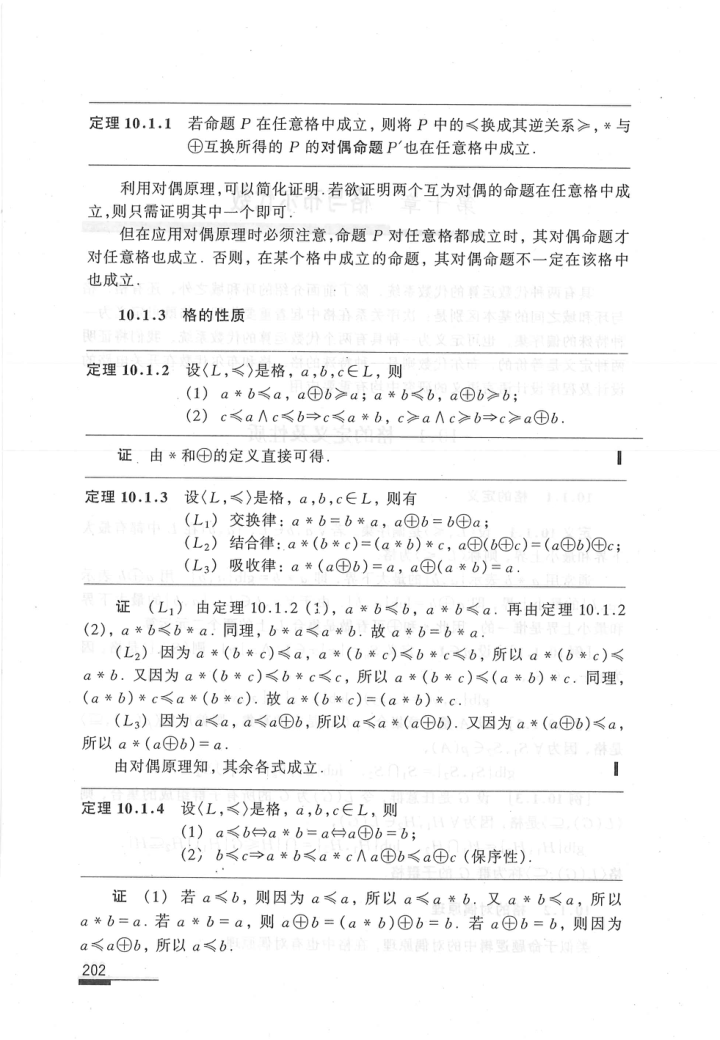 定理 10.1.1 若命题 P 在任意格中成立，则将 P 中的≼换成其逆关系≽，* 与
⊕互换所得的 P 的对偶命题 P′也在任意格中成立.
利用对偶原理，可以简化证明.若欲证明两个互为对偶的命题在任意格中成
立，则只需证明其中一个即可.
但在应用对偶原理时必须注意，命题 P 对任意格都成立时，其对偶命题才
对任意格也成立. 否则，在某个格中成立的命题，其对偶命题不一定在该格中
也成立.
10.1.3 格的性质
定理 10.1.2 设⟨L,≼⟩是格，a,b,c∈L，则
(1) a*b≼a，a⊕b≽a；a*b≼b，a⊕b≽b；
(2) c≼a∧c≼b⇒c≼a*b，c≽a∧c≽b⇒c≽a⊕b.
证 由 * 和⊕的定义直接可得. ▌
定理 10.1.3 设⟨L,≼⟩是格，a,b,c∈L，则有
(L₁) 交换律：a*b=b*a，a⊕b=b⊕a；
(L₂) 结合律：a*(b*c)=(a*b)*c，a⊕(b⊕c)=(a⊕b)⊕c；
(L₃) 吸收律：a*(a⊕b)=a，a⊕(a*b)=a.
证 (L₁) 由定理 10.1.2 (1)，a*b≼b，a*b≼a. 再由定理 10.1.2
(2)，a*b≼b*a. 同理，b*a≼a*b. 故 a*b=b*a.
(L₂) 因为 a*(b*c)≼a，a*(b*c)≼b*c≼b，所以 a*(b*c)≼
a*b. 又因为 a*(b*c)≼b*c≼c，所以 a*(b*c)≼(a*b)*c. 同理，
(a*b)*c≼a*(b*c). 故 a*(b*c)=(a*b)*c.
(L₃) 因为 a≼a，a≼a⊕b，所以 a≼a*(a⊕b). 又因为 a*(a⊕b)≼a，
所以 a*(a⊕b)=a.
由对偶原理知，其余各式成立. ▌
定理 10.1.4 设⟨L,≼⟩是格，a,b,c∈L，则
(1) a≼b⇔a*b=a⇔a⊕b=b；
(2) b≼c⇒a*b≼a*c∧a⊕b≼a⊕c (保序性).
证 (1) 若 a≼b，则因为 a≼a，所以 a≼a*b. 又 a*b≼a，所以
a*b=a. 若 a*b=a，则 a⊕b=(a*b)⊕b=b. 若 a⊕b=b，则因为
a≼a⊕b，所以 a≼b.
202